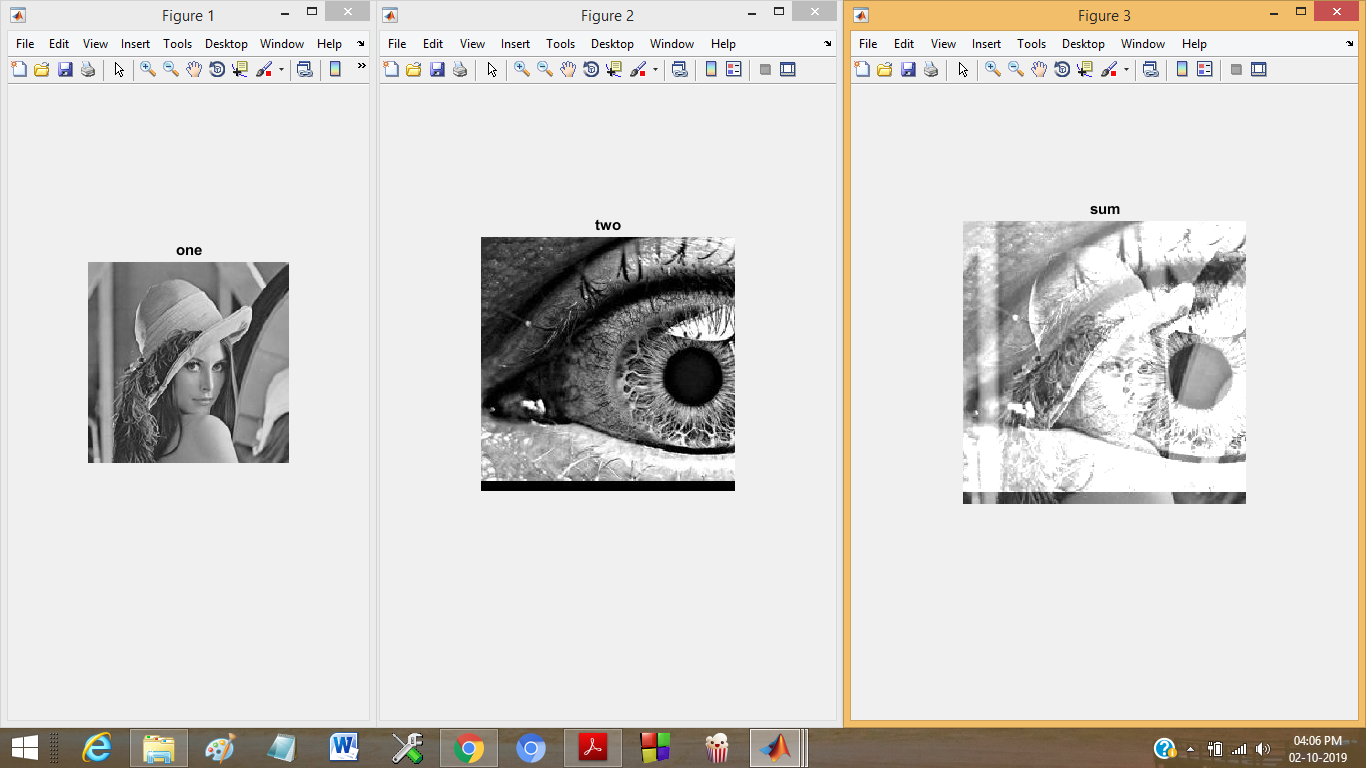 Figure 1
File Edit View Insert Tools Desktop Window Help
one
Figure 2
File Edit View Insert Tools Desktop Window Help
two
Figure 3
File Edit View Insert Tools Desktop Window Help
sum
04:06 PM
02-10-2019